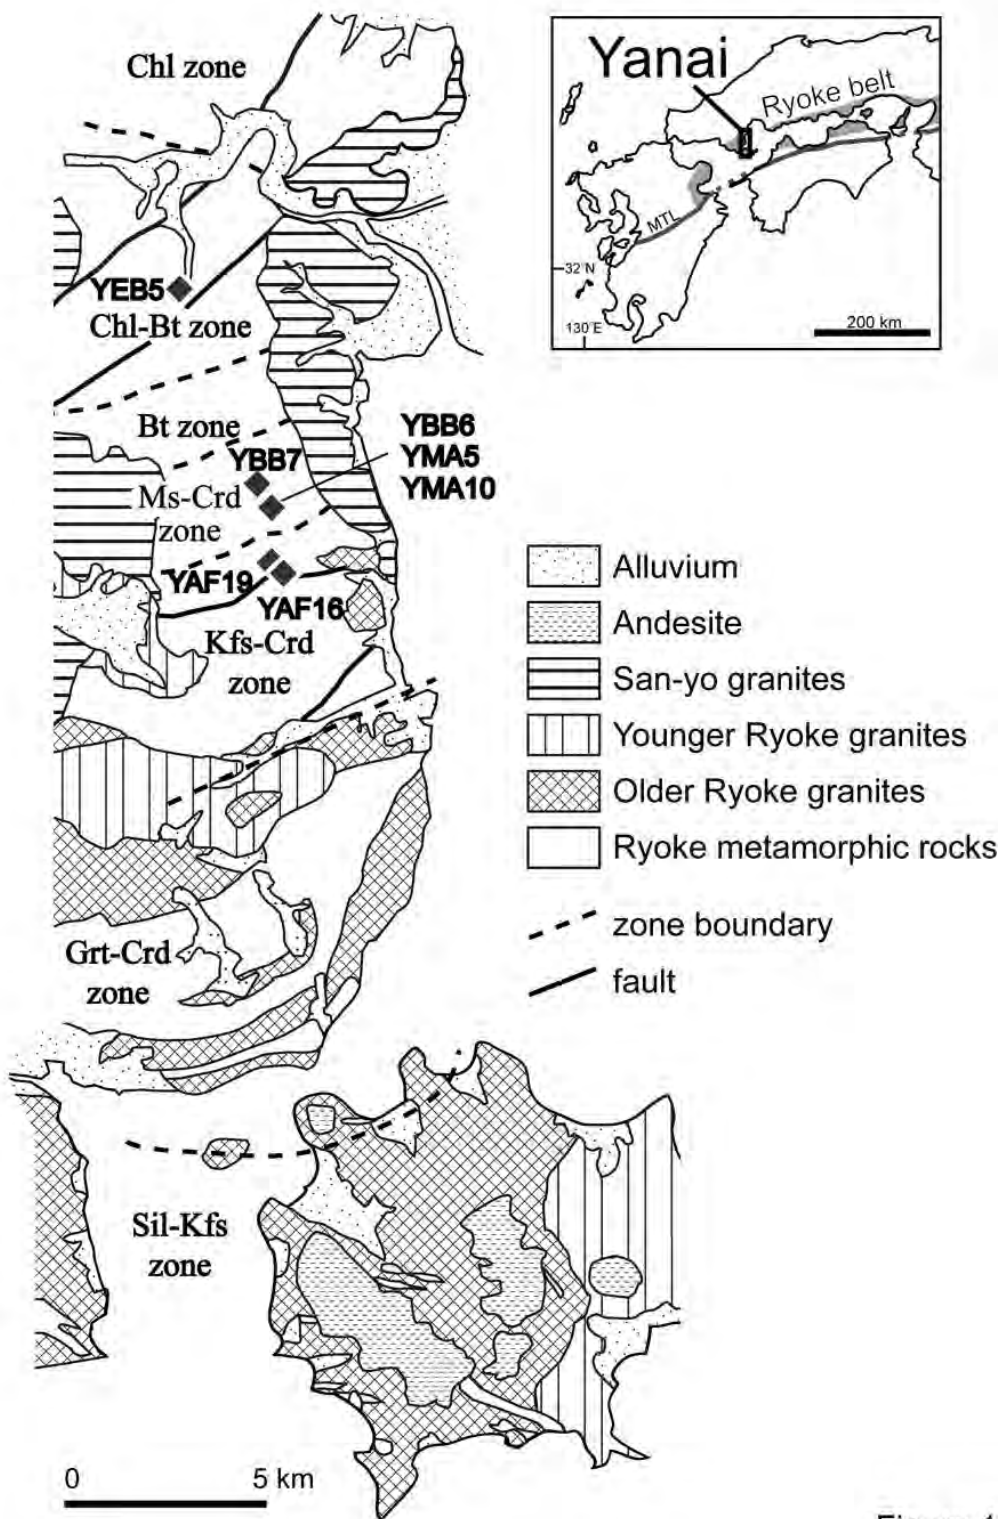 Chl zone
Yanai
Ryoke belt
MTL
32 N
130 E
200 km
YEB5
Chl-Bt zone
Bt zone
YBB6
YMA5
YMA10
YBB7
Ms-Crd
zone
YAF19
YAF16
Kfs-Crd
zone
Alluvium
Andesite
San-yo granites
Younger Ryoke granites
Older Ryoke granites
Ryoke metamorphic rocks
zone boundary
fault
Grt-Crd
zone
Sil-Kfs
zone
0 5 km